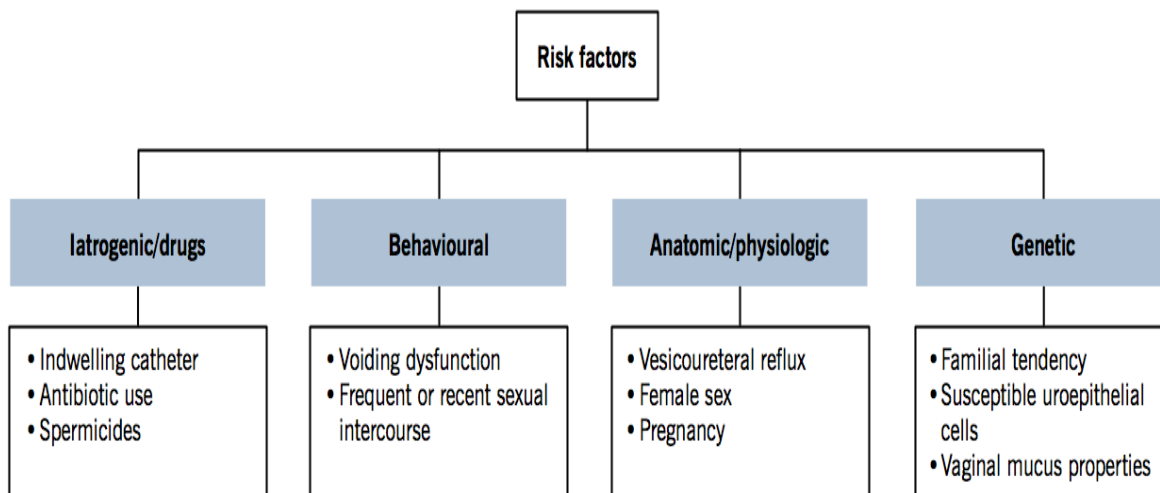 Risk factors
Iatrogenic/drugs
Behavioural
Anatomic/physiologic
Genetic
• Indwelling catheter
• Antibiotic use
• Spermicides
• Voiding dysfunction
• Frequent or recent sexual
intercourse
• Vesicoureteral reflux
• Female sex
• Pregnancy
• Familial tendency
• Susceptible uroepithelial
cells
• Vaginal mucus properties